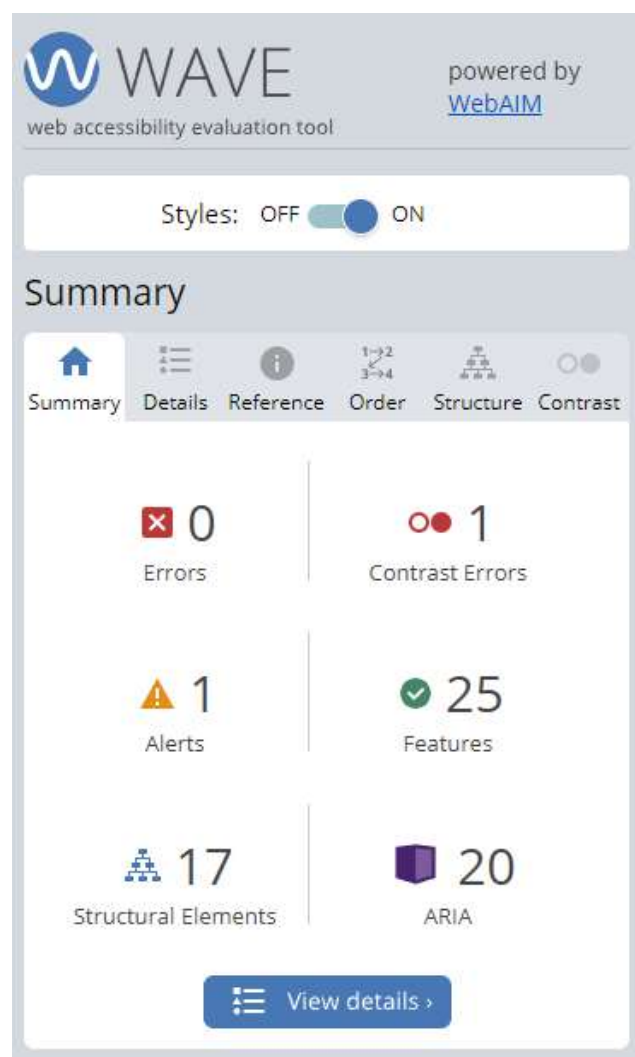 WAVE
powered by
WebAIM
web accessibility evaluation tool
Styles: OFF ON
Summary
1→2
3→4
Summary Details Reference Order Structure Contrast
0 1
Errors Contrast Errors
1 25
Alerts Features
17 20
Structural Elements ARIA
View details ›